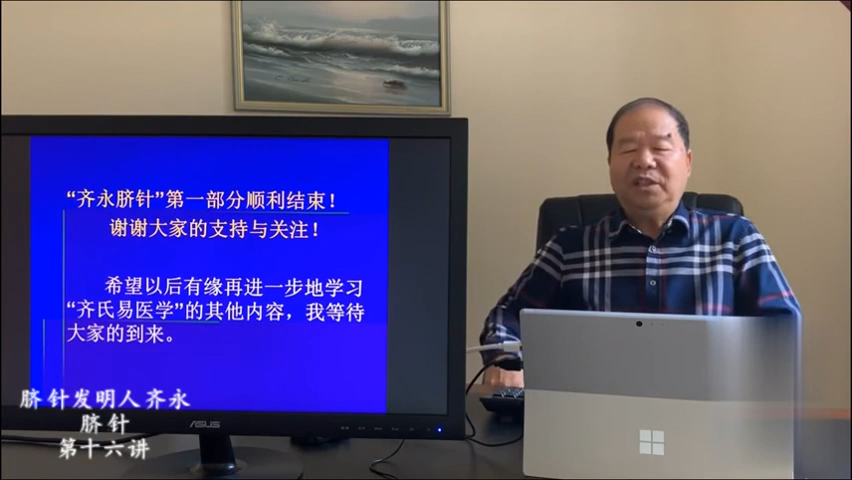 “齐永脐针”第一部分顺利结束！
谢谢大家的支持与关注！
希望以后有缘再进一步地学习
“齐氏易医学”的其他内容，我等待
大家的到来。
脐针发明人齐永
脐针
第十六讲
ASUS